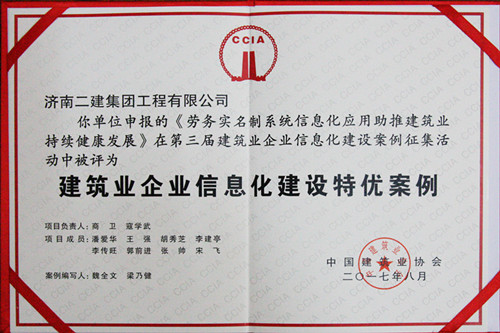 CCIA
济南二建集团工程有限公司
你单位申报的《劳务实名制系统信息化应用助推建筑业
持续健康发展》在第三届建筑业企业信息化建设案例征集活
动中被评为
建筑业企业信息化建设特优案例
项目负责人：商 卫 寇学武
项目成员：潘爱华 王 强 胡秀芝 李建亭
李传旺 郭前进 张 帅 宋 飞
案例编写人：魏全文 梁乃健
中国建筑业协会
二〇一七年八月